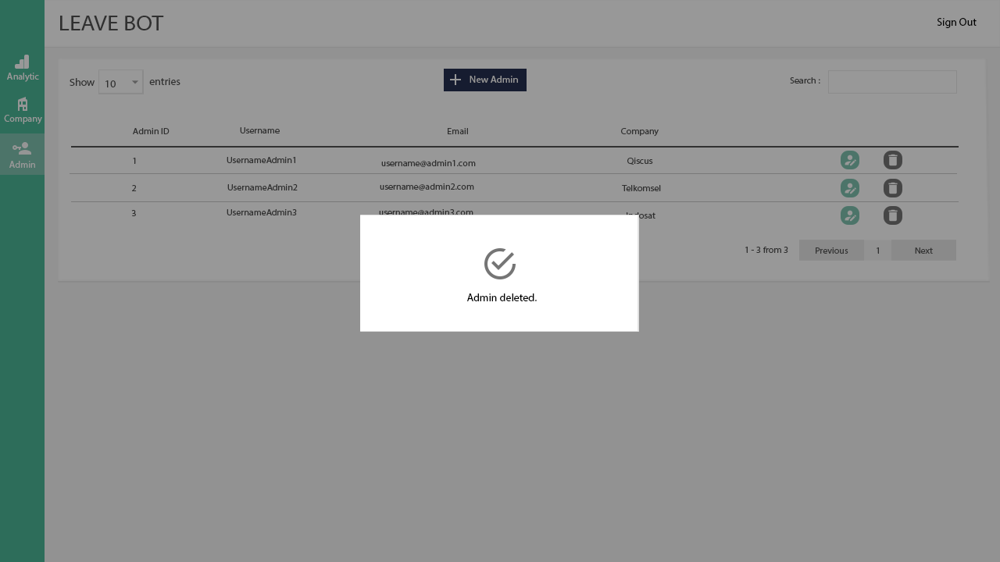 LEAVE BOT
Sign Out
Analytic
Company
Admin
Show 10 entries
New Admin
Search :
Admin ID Username Email Company
1 UsernameAdmin1 username@admin1.com Qiscus
2 UsernameAdmin2 username@admin2.com Telkomsel
3 UsernameAdmin3 username@admin3.com Indosat
1 - 3 from 3 Previous 1 Next
Admin deleted.